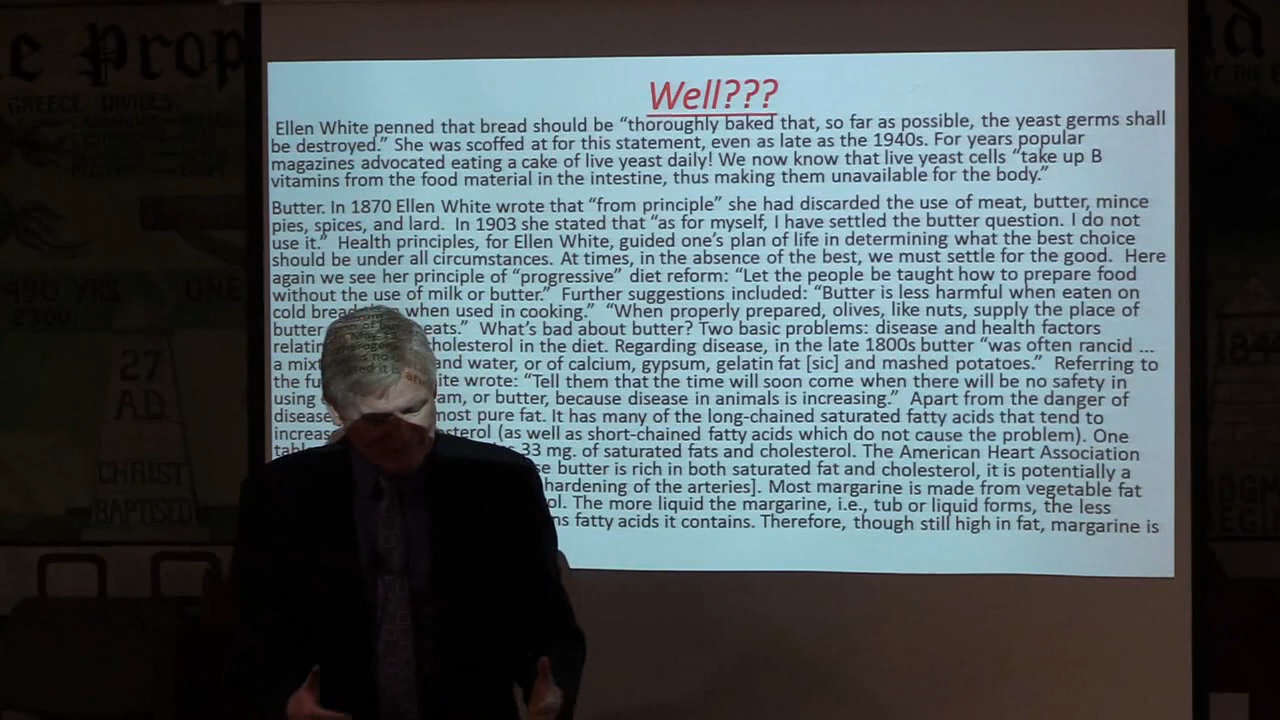 e Prop
GREECE DIVIDES
490 YRS ONE
2300
27
AD
CHRIST
BAPTISED
Well???
Ellen White penned that bread should be “thoroughly baked that, so far as possible, the yeast germs shall
be destroyed.” She was scoffed at for this statement, even as late as the 1940s. For years popular
magazines advocated eating a cake of live yeast daily! We now know that live yeast cells “take up B
vitamins from the food material in the intestine, thus making them unavailable for the body.”
Butter. In 1870 Ellen White wrote that “from principle” she had discarded the use of meat, butter, mince
pies, spices, and lard. In 1903 she stated that “as for myself, I have settled the butter question. I do not
use it.” Health principles, for Ellen White, guided one’s plan of life in determining what the best choice
should be under all circumstances. At times, in the absence of the best, we must settle for the good. Here
again we see her principle of “progressive” diet reform: “Let the people be taught how to prepare food
without the use of milk or butter.” Further suggestions included: “Butter is less harmful when eaten on
cold bread when used in cooking.” “When properly prepared, olives, like nuts, supply the place of
butter eats.” What’s bad about butter? Two basic problems: disease and health factors
relatin holesterol in the diet. Regarding disease, in the late 1800s butter “was often rancid ...
a mixt and water, or of calcium, gypsum, gelatin fat [sic] and mashed potatoes.” Referring to
the fu ite wrote: “Tell them that the time will soon come when there will be no safety in
using am, or butter, because disease in animals is increasing.” Apart from the danger of
disease most pure fat. It has many of the long-chained saturated fatty acids that tend to
increas sterol (as well as short-chained fatty acids which do not cause the problem). One
33 mg. of saturated fats and cholesterol. The American Heart Association
se butter is rich in both saturated fat and cholesterol, it is potentially a
hardening of the arteries]. Most margarine is made from vegetable fat
ol. The more liquid the margarine, i.e., tub or liquid forms, the less
ns fatty acids it contains. Therefore, though still high in fat, margarine is